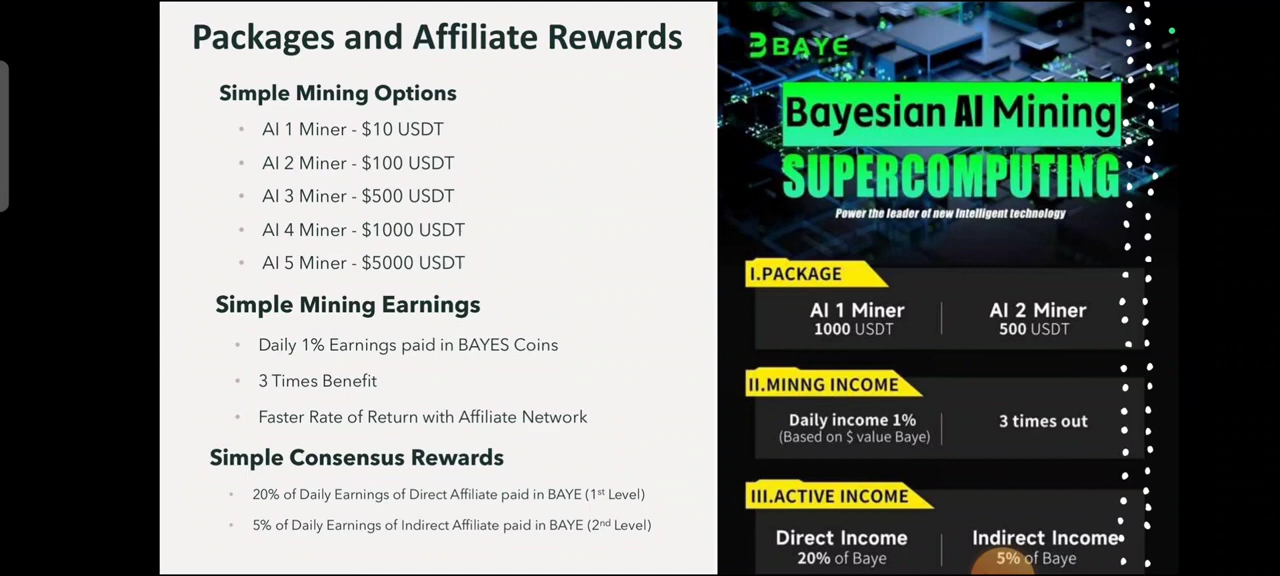 Packages and Affiliate Rewards
Simple Mining Options
• AI 1 Miner - $10 USDT
• AI 2 Miner - $100 USDT
• AI 3 Miner - $500 USDT
• AI 4 Miner - $1000 USDT
• AI 5 Miner - $5000 USDT
Simple Mining Earnings
• Daily 1% Earnings paid in BAYES Coins
• 3 Times Benefit
• Faster Rate of Return with Affiliate Network
Simple Consensus Rewards
• 20% of Daily Earnings of Direct Affiliate paid in BAYE (1st Level)
• 5% of Daily Earnings of Indirect Affiliate paid in BAYE (2nd Level)
BAYE
Bayesian AI Mining
SUPERCOMPUTING
Power the leader of new Intelligent technology
I.PACKAGE
AI 1 Miner
1000 USDT
AI 2 Miner
500 USDT
II.MINNG INCOME
Daily income 1%
(Based on $ value Baye)
3 times out
III.ACTIVE INCOME
Direct Income
20% of Baye
Indirect Income
5% of Baye